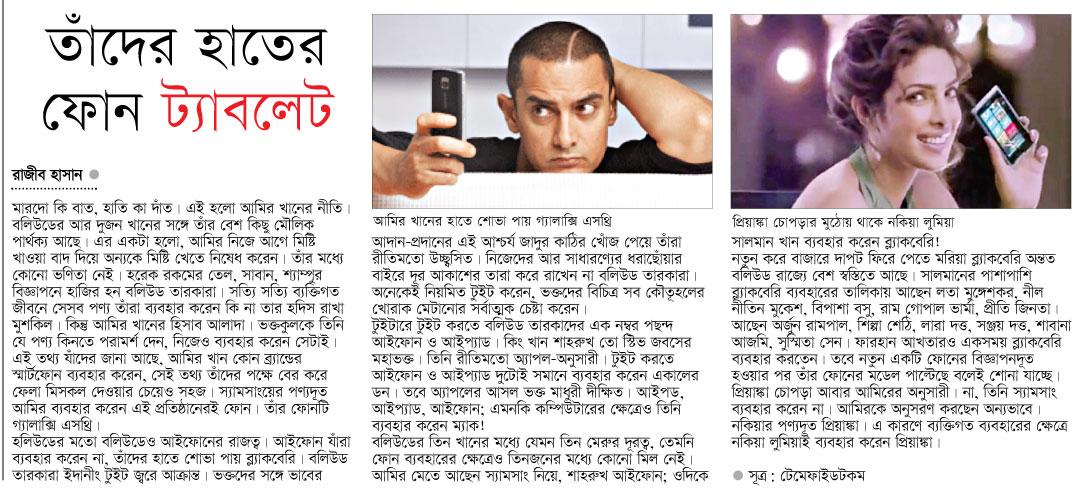 তাঁদের হাতের
ফোন ট্যাবলেট
রাজীব হাসান ●
মারদো কি বাত, হাতি কা দাঁত। এই হলো আমির খানের নীতি।
বলিউডের আর দুজন খানের সঙ্গে তাঁর বেশ কিছু মৌলিক
পার্থক্য আছে। এর একটা হলো, আমির নিজে আগে মিষ্টি
খাওয়া বাদ দিয়ে অন্যকে মিষ্টি খেতে নিষেধ করেন। তাঁর মধ্যে
কোনো ভণিতা নেই। হরেক রকমের তেল, সাবান, শ্যাম্পুর
বিজ্ঞাপনে হাজির হন বলিউড তারকারা। সত্যি সত্যি ব্যক্তিগত
জীবনে সেসব পণ্য তাঁরা ব্যবহার করেন কি না তার হদিস রাখা
মুশকিল। কিন্তু আমির খানের হিসাব আলাদা। ভক্তকুলকে তিনি
যে পণ্য কিনতে পরামর্শ দেন, নিজেও ব্যবহার করেন সেটাই।
এই তথ্য যাঁদের জানা আছে, আমির খান কোন ব্র্যান্ডের
স্মার্টফোন ব্যবহার করেন, সেই তথ্য তাঁদের পক্ষে বের করে
ফেলা মিসকল দেওয়ার চেয়েও সহজ। স্যামসাংয়ের পণ্যদূত
আমির ব্যবহার করেন এই প্রতিষ্ঠানেরই ফোন। তাঁর ফোনটি
গ্যালাক্সি এসথ্রি।
হলিউডের মতো বলিউডেও আইফোনের রাজত্ব। আইফোন যাঁরা
ব্যবহার করেন না, তাঁদের হাতে শোভা পায় ব্ল্যাকবেরি। বলিউড
তারকারা ইদানীং টুইট জ্বরে আক্রান্ত। ভক্তদের সঙ্গে ভাবের
আমির খানের হাতে শোভা পায় গ্যালাক্সি এসথ্রি
আদান-প্রদানের এই আশ্চর্য জাদুর কাঠির খোঁজ পেয়ে তাঁরা
রীতিমতো উচ্ছ্বসিত। নিজেদের আর সাধারণ্যের ধরাছোঁয়ার
বাইরে দূর আকাশের তারা করে রাখেন না বলিউড তারকারা।
অনেকেই নিয়মিত টুইট করেন, ভক্তদের বিচিত্র সব কৌতূহলের
খোরাক মেটানোর সর্বাত্মক চেষ্টা করেন।
টুইটারে টুইট করতে বলিউড তারকাদের এক নম্বর পছন্দ
আইফোন ও আইপ্যাড। কিং খান শাহরুখ তো স্টিভ জবসের
মহাভক্ত। তিনি রীতিমতো অ্যাপল-অনুসারী। টুইট করতে
আইফোন ও আইপ্যাড দুটোই সমানে ব্যবহার করেন একালের
ডন। তবে অ্যাপলের আসল ভক্ত মাধুরী দীক্ষিত। আইপড,
আইপ্যাড, আইফোন; এমনকি কম্পিউটারের ক্ষেত্রেও তিনি
ব্যবহার করেন ম্যাক!
বলিউডের তিন খানের মধ্যে যেমন তিন মেরুর দূরত্ব, তেমনি
ফোন ব্যবহারের ক্ষেত্রেও তিনজনের মধ্যে কোনো মিল নেই।
আমির মেতে আছেন স্যামসাং নিয়ে, শাহরুখ আইফোন; ওদিকে
প্রিয়াঙ্কা চোপড়ার মুঠোয় থাকে নকিয়া লুমিয়া
সালমান খান ব্যবহার করেন ব্ল্যাকবেরি!
নতুন করে বাজারে দাপট ফিরে পেতে মরিয়া ব্ল্যাকবেরি অন্তত
বলিউড রাজ্যে বেশ স্বস্তিতে আছে। সালমানের পাশাপাশি
ব্ল্যাকবেরি ব্যবহারের তালিকায় আছেন লতা মুঙ্গেশকর, নীল
নীতিন মুকেশ, বিপাশা বসু, রাম গোপাল ভার্মা, প্রীতি জিনতা।
আছেন অর্জুন রামপাল, শিল্পা শেঠি, লারা দত্ত, সঞ্জয় দত্ত, শাবানা
আজমি, সুস্মিতা সেন। ফারহান আখতারও একসময় ব্ল্যাকবেরি
ব্যবহার করতেন। তবে নতুন একটি ফোনের বিজ্ঞাপনদূত
হওয়ার পর তাঁর ফোনের মডেল পাল্টেছে বলেই শোনা যাচ্ছে।
প্রিয়াঙ্কা চোপড়া আবার আমিরের অনুসারী। না, তিনি স্যামসাং
ব্যবহার করেন না। আমিরকে অনুসরণ করছেন অন্যভাবে।
নকিয়ার পণ্যদূত প্রিয়াঙ্কা। এ কারণে ব্যক্তিগত ব্যবহারের ক্ষেত্রে
নকিয়া লুমিয়াই ব্যবহার করেন প্রিয়াঙ্কা।
● সূত্র : টেমেফাইডটকম